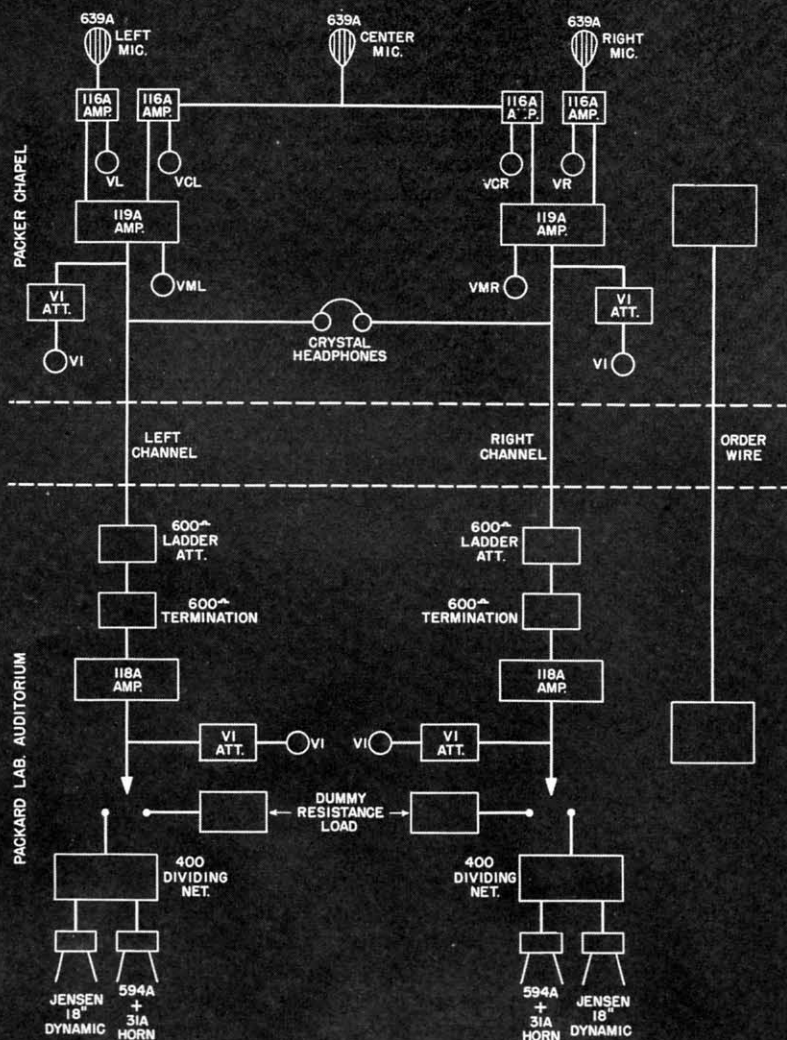 639A
LEFT
MIC.
639A
CENTER
MIC.
639A
RIGHT
MIC.
116A
AMP.
116A
AMP.
116A
116A
AMP.
VL
VCL
VCR
VR
PACKER CHAPEL
119A
AMP.
119A
AMP.
VML
VMR
VI
ATT.
VI
ATT.
VI
VI
CRYSTAL
HEADPHONES
LEFT
CHANNEL
RIGHT
CHANNEL
ORDER
WIRE
600
LADDER
ATT.
600
LADDER
ATT.
600
TERMINATION
600
TERMINATION
PACKARD LAB. AUDITORIUM
118A
AMP.
118A
AMP.
VI
ATT.
VI
VI
VI
ATT.
DUMMY
RESISTANCE
LOAD
400
DIVIDING
NET.
400
DIVIDING
NET.
JENSEN
18"
DYNAMIC
594A
+
31A
HORN
594A
+
31A
HORN
JENSEN
18"
DYNAMIC